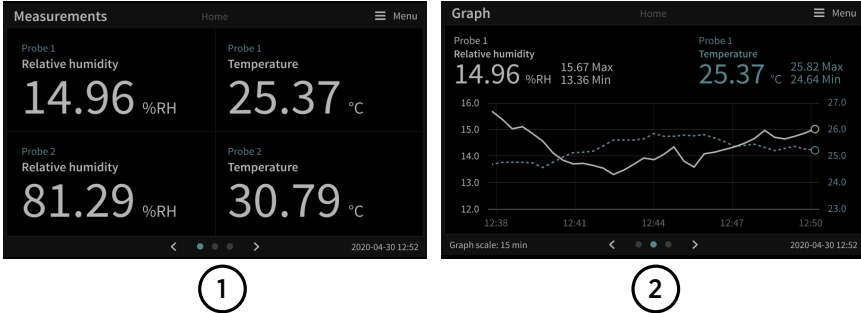 Measurements Home Menu
Probe 1
Relative humidity
14.96 %RH
Probe 1
Temperature
25.37 °C
Probe 2
Relative humidity
81.29 %RH
Probe 2
Temperature
30.79 °C
2020-04-30 12:52
1
Graph Home Menu
Probe 1
Relative humidity
14.96 %RH
15.67 Max
13.36 Min
Probe 1
Temperature
25.37 °C
25.82 Max
24.64 Min
16.0
15.0
14.0
13.0
12.0
27.0
26.0
25.0
24.0
23.0
12:38 12:41 12:44 12:47 12:50
Graph scale: 15 min 2020-04-30 12:52
2